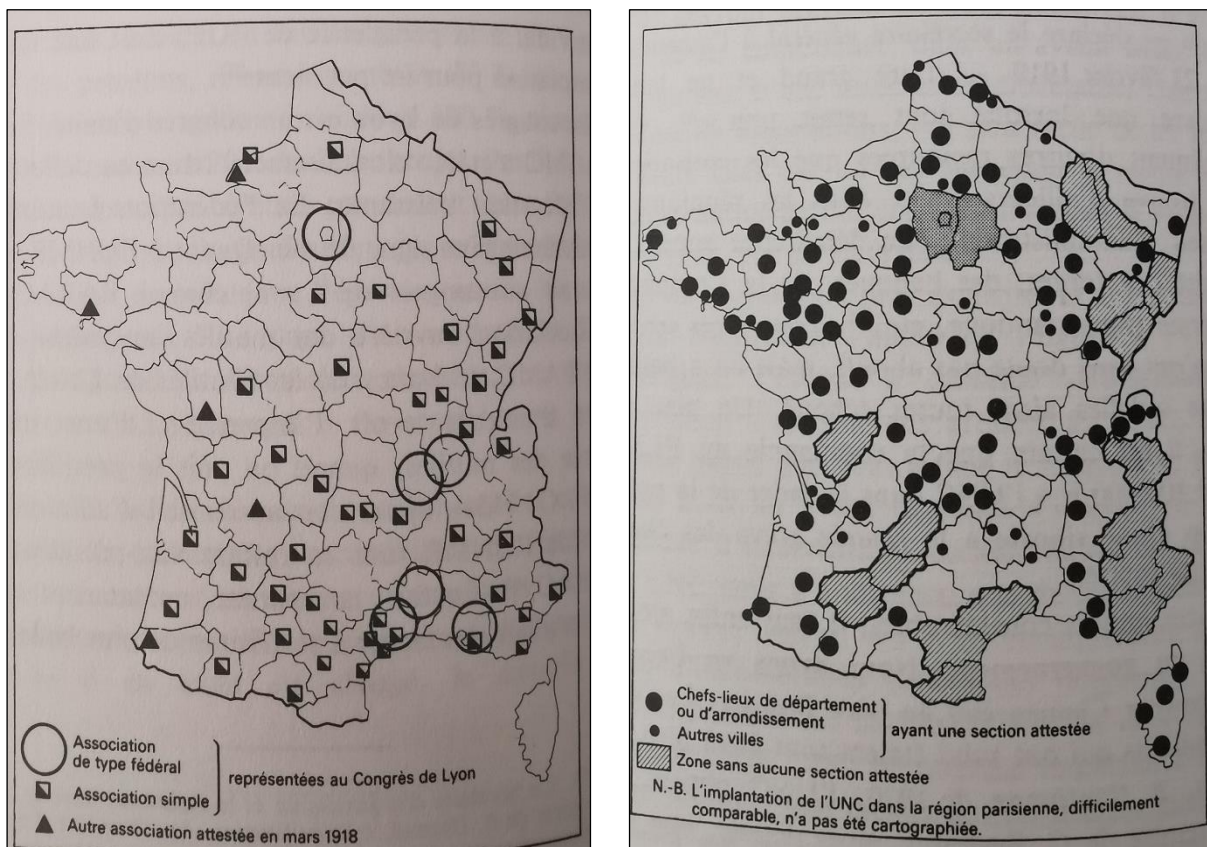 Association
de type fédéral
Association simple
représentées au Congrès de Lyon
Autre association attestée en mars 1918
Chefs-lieux de département
ou d'arrondissement
Autres villes
ayant une section attestée
Zone sans aucune section attestée
N.-B. L'implantation de l'UNC dans la région parisienne, difficilement
comparable, n'a pas été cartographiée.